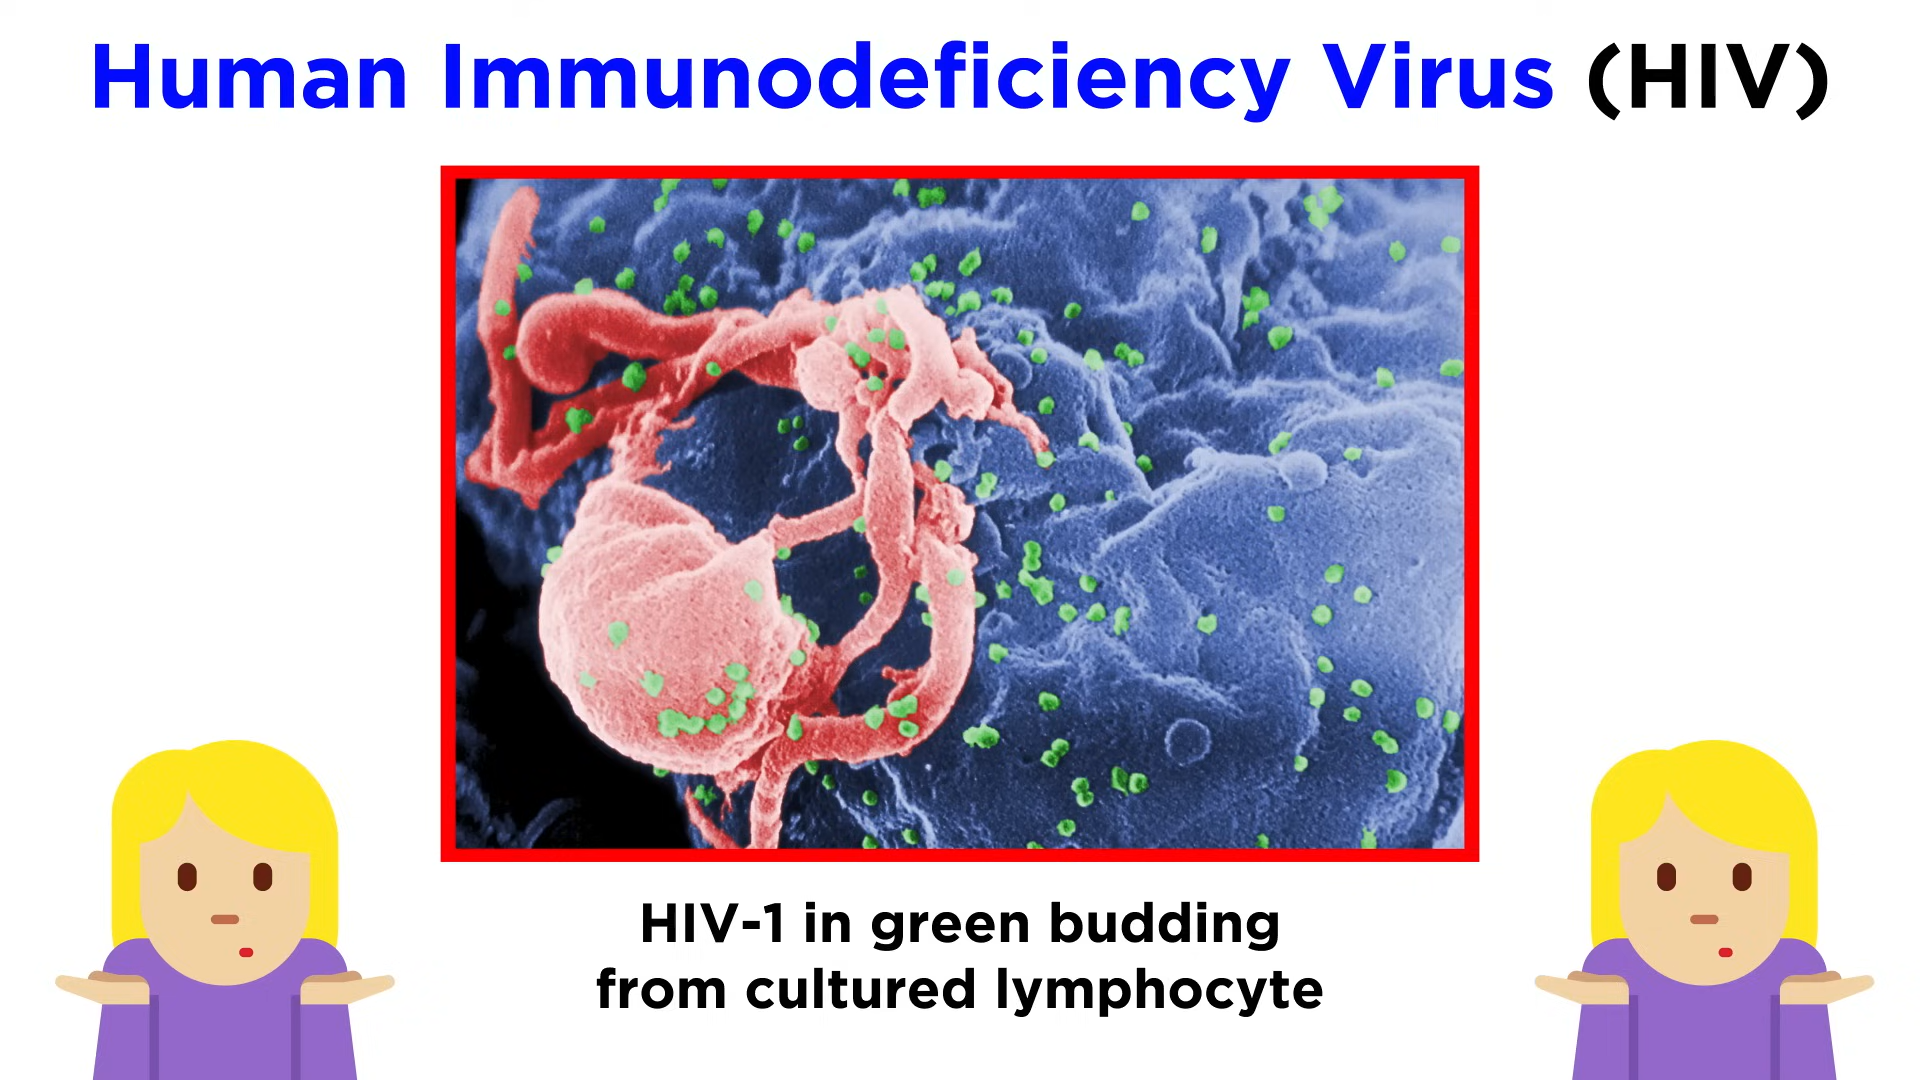 Human Immunodeficiency Virus (HIV)
HIV-1 in green budding
from cultured lymphocyte